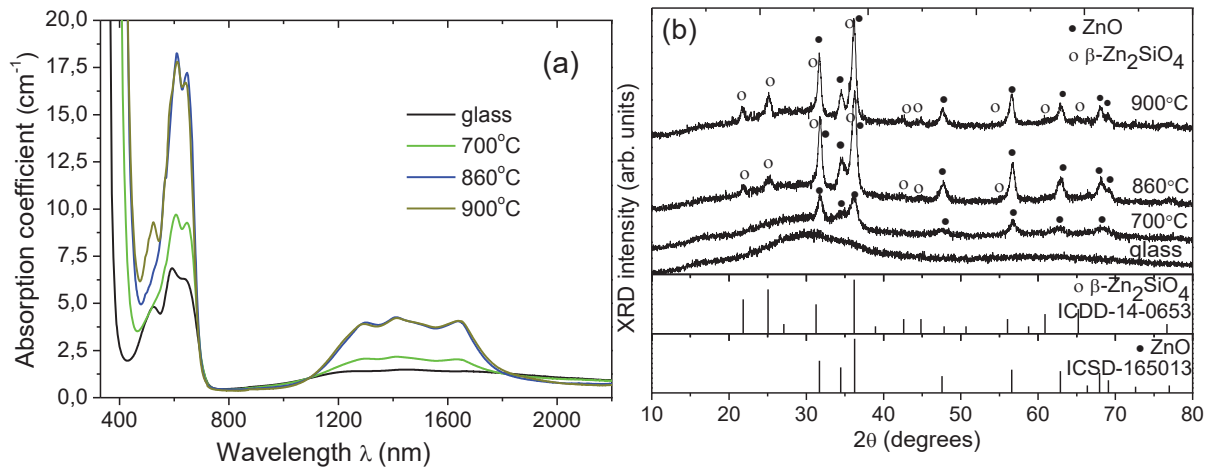 20,0
17,5
15,0
12,5
10,0
7,5
5,0
2,5
0,0
Absorption coefficient (cm⁻¹)
(a)
glass
700°C
860°C
900°C
400 800 1200 1600 2000
Wavelength λ (nm)
(b)
● ZnO
○ β-Zn₂SiO₄
900°C
860°C
700°C
glass
XRD intensity (arb. units)
○ β-Zn₂SiO₄
ICDD-14-0653
● ZnO
ICSD-165013
10 20 30 40 50 60 70 80
2θ (degrees)